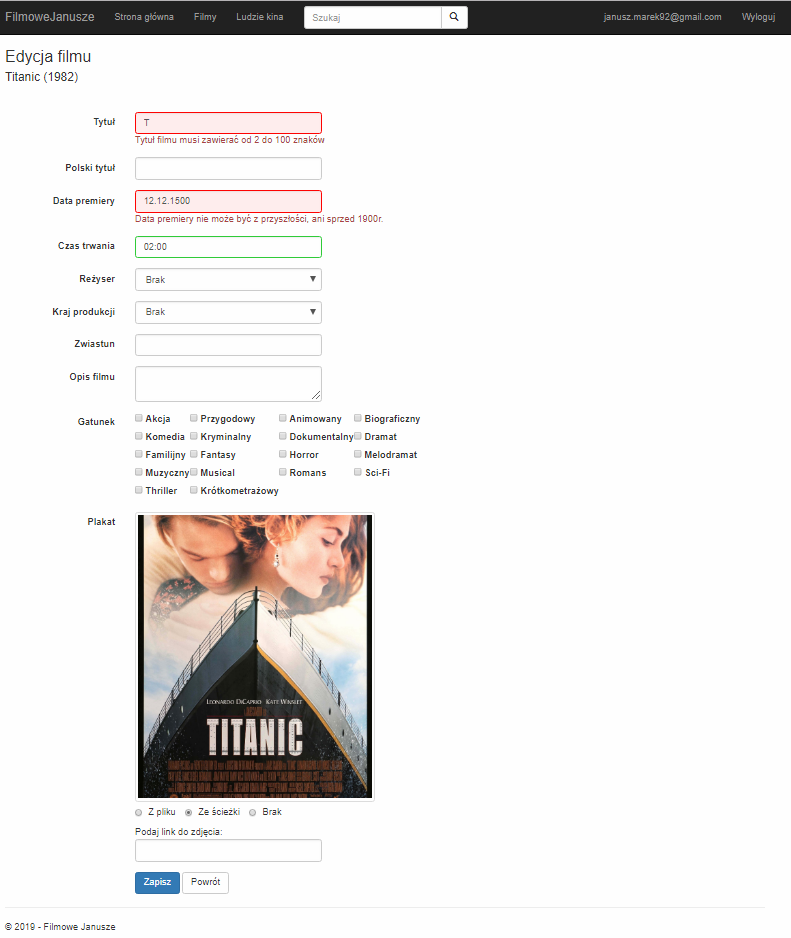 FilmoweJanusze Strona główna Filmy Ludzie kina Szukaj janusz.marek92@gmail.com Wyloguj
Edycja filmu
Titanic (1982)
Tytuł T
Tytuł filmu musi zawierać od 2 do 100 znaków
Polski tytuł
Data premiery 12.12.1500
Data premiery nie może być z przyszłości, ani sprzed 1900r.
Czas trwania 02:00
Reżyser Brak
Kraj produkcji Brak
Zwiastun
Opis filmu
Gatunek Akcja Przygodowy Animowany Biograficzny
Komedia Kryminalny Dokumentalny Dramat
Familijny Fantasy Horror Melodramat
Muzyczny Musical Romans Sci-Fi
Thriller Krótkometrażowy
Plakat
LEONARDO DICAPRIO KATE WINSLET
TITANIC
Z pliku Ze ścieżki Brak
Podaj link do zdjęcia:
Zapisz Powrót
© 2019 - Filmowe Janusze